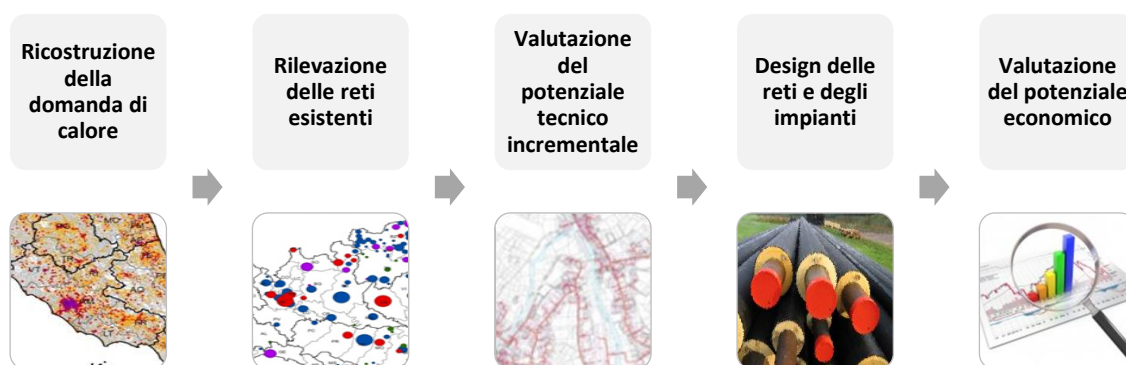 Ricostruzione
della
domanda di
calore
Rilevazione
delle reti
esistenti
Valutazione
del
potenziale
tecnico
incrementale
Design delle
reti e degli
impianti
Valutazione
del potenziale
economico